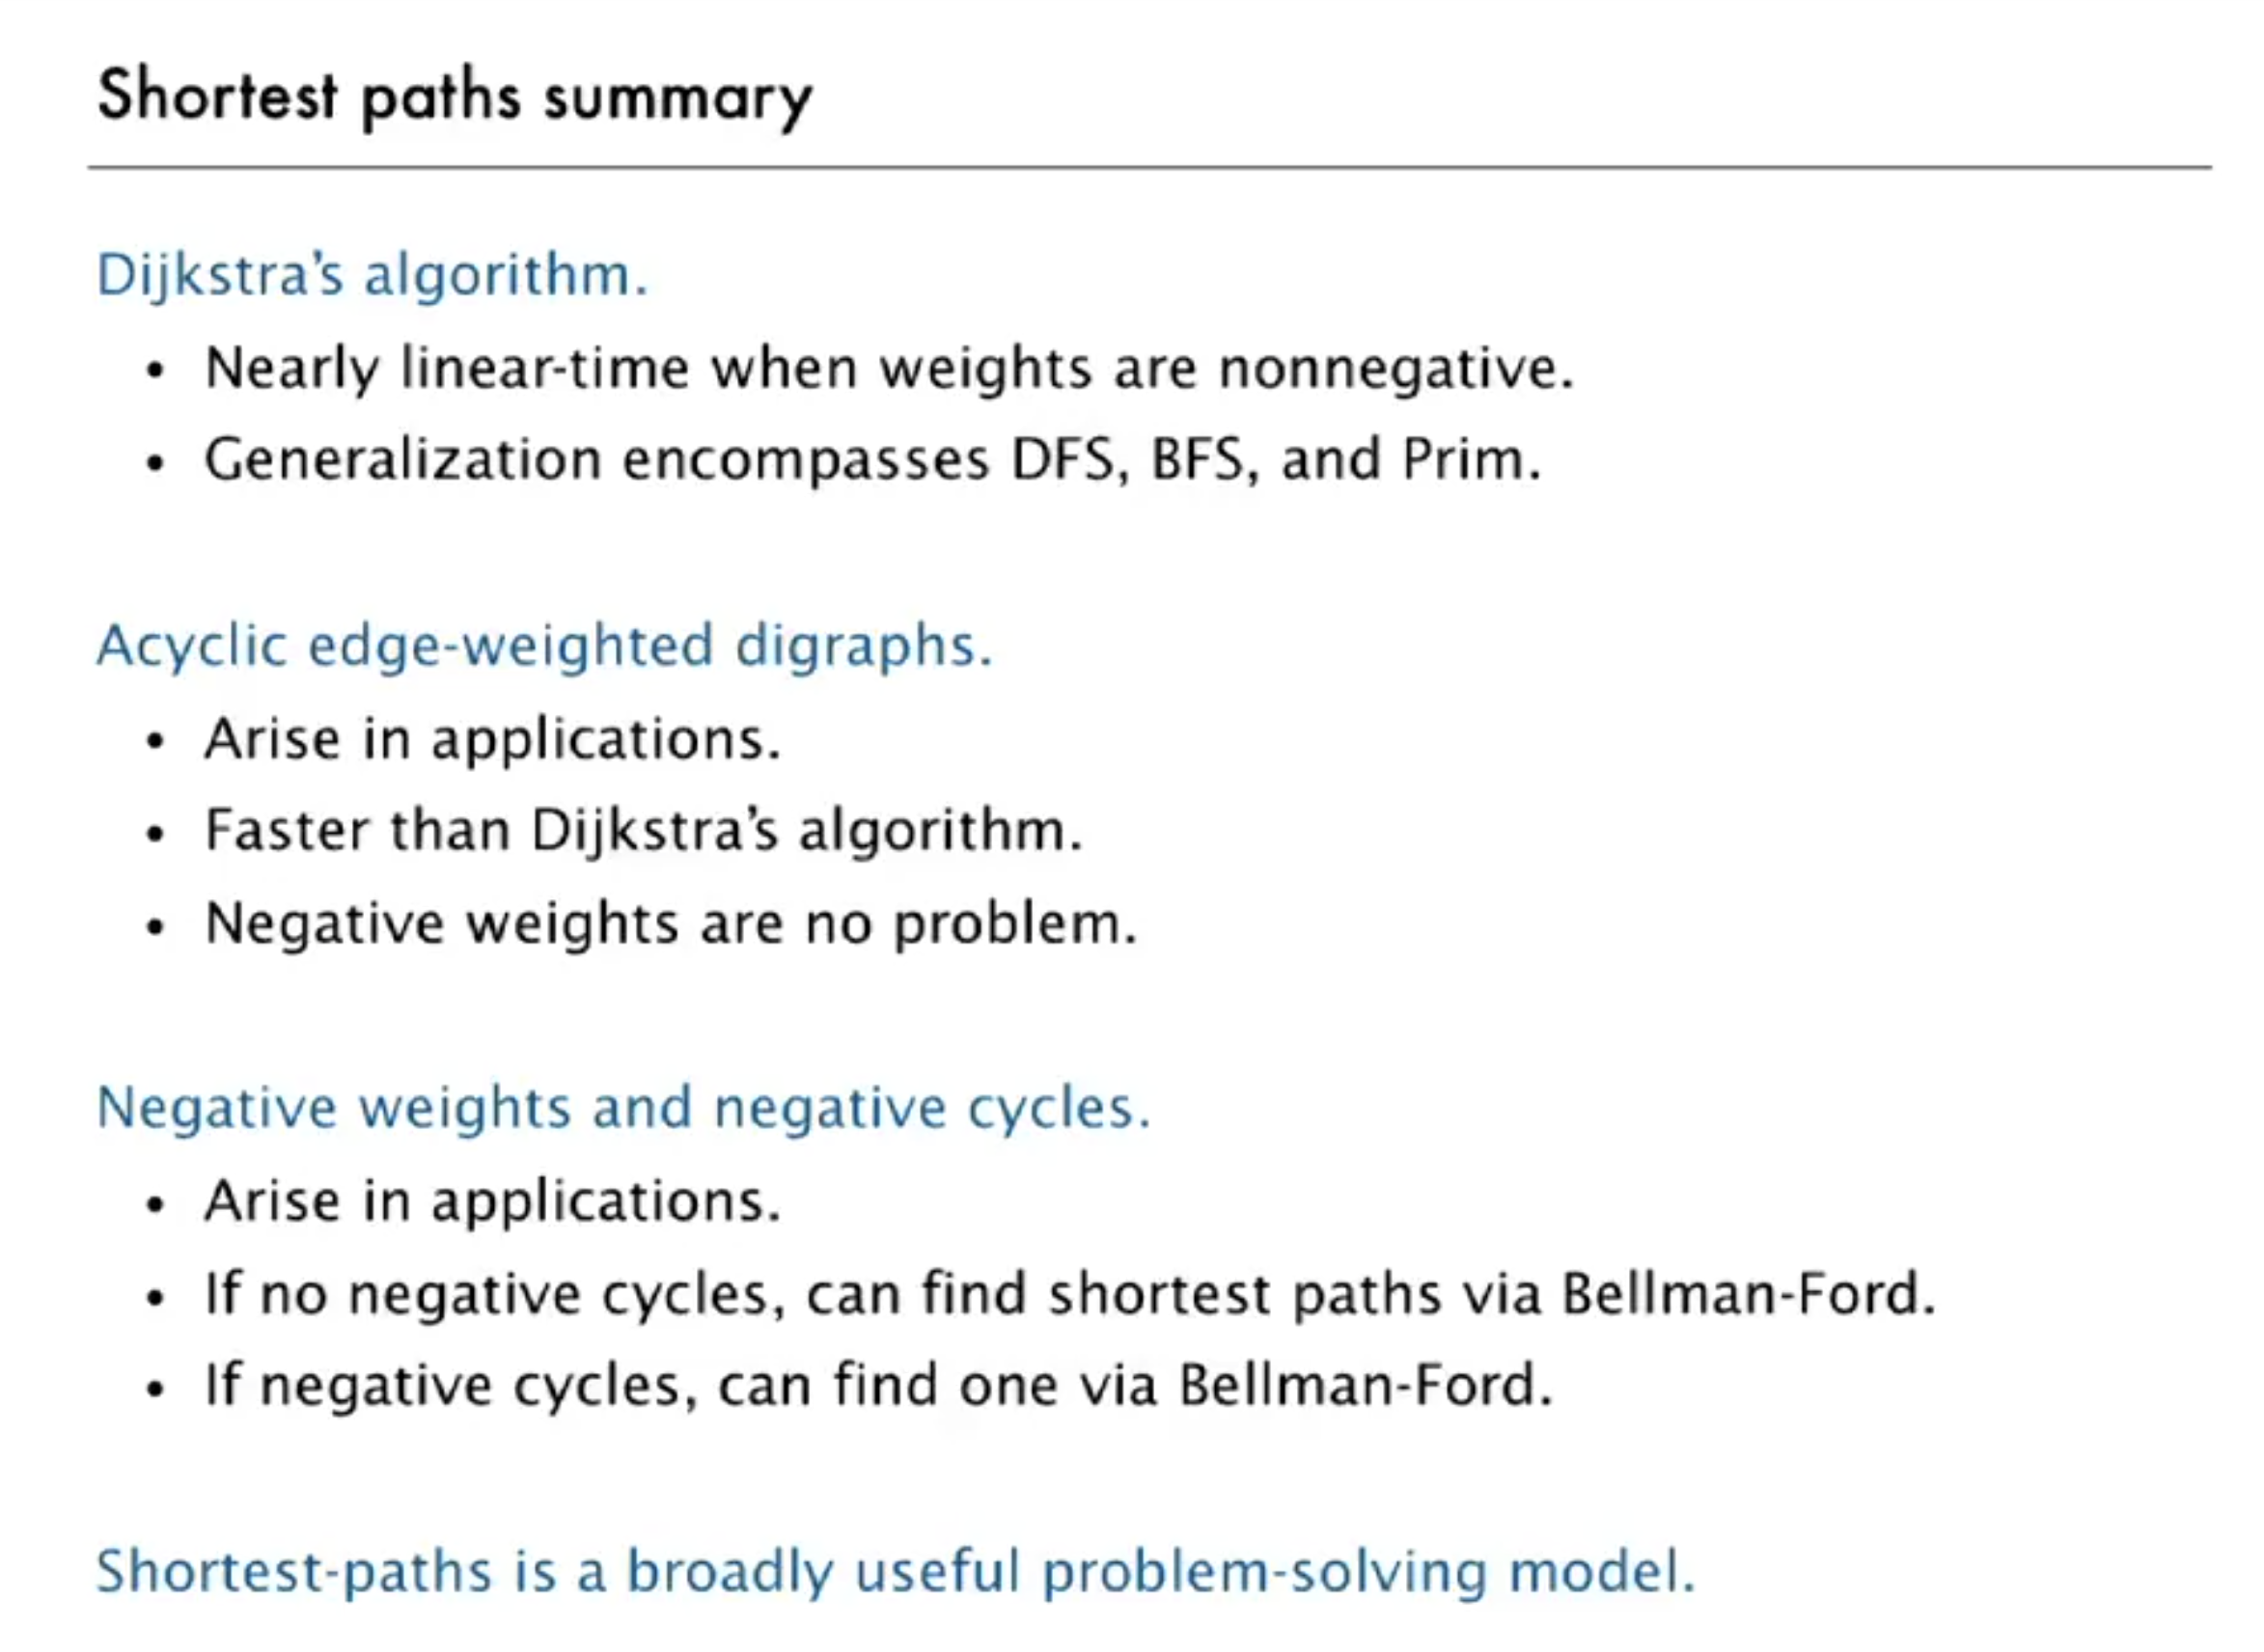 Shortest paths summary
Dijkstra’s algorithm.
• Nearly linear-time when weights are nonnegative.
• Generalization encompasses DFS, BFS, and Prim.
Acyclic edge-weighted digraphs.
• Arise in applications.
• Faster than Dijkstra’s algorithm.
• Negative weights are no problem.
Negative weights and negative cycles.
• Arise in applications.
• If no negative cycles, can find shortest paths via Bellman-Ford.
• If negative cycles, can find one via Bellman-Ford.
Shortest-paths is a broadly useful problem-solving model.